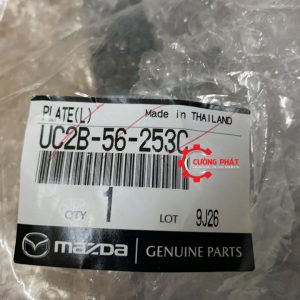 PLATE(L) Made in THAILAND
UC2B-56-253C
CƯỜNG PHÁT
1
QTY LOT 9J26
mazda GENUINE PARTS